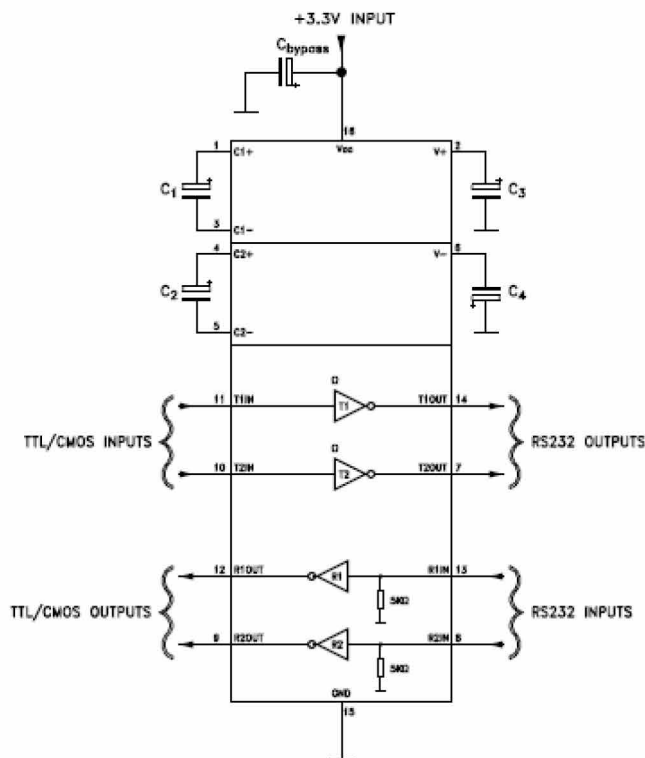 +3.3V INPUT
Cbypass
16
Vcc
1 C1+ V+ 2
C1 C3
3 C1-
4 C2+ V- 6
C2 C4
5 C2-
Ω
11 T1IN T1 T1OUT 14
TTL/CMOS INPUTS RS232 OUTPUTS
Ω
10 T2IN T2 T2OUT 7
12 R1OUT R1 R1IN 13
5KΩ
TTL/CMOS OUTPUTS RS232 INPUTS
9 R2OUT R2 R2IN 8
5KΩ
GND
15